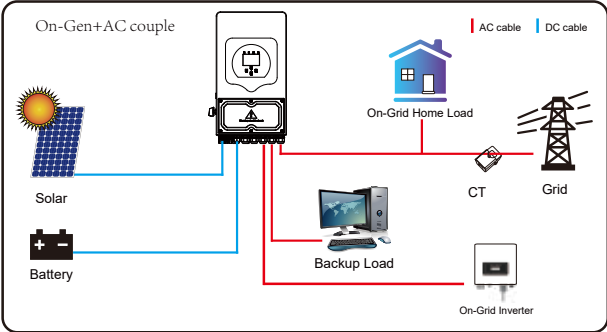 On-Gen+AC couple
AC cable
DC cable
On-Grid Home Load
CT
Grid
Solar
Backup Load
Battery
On-Grid Inverter